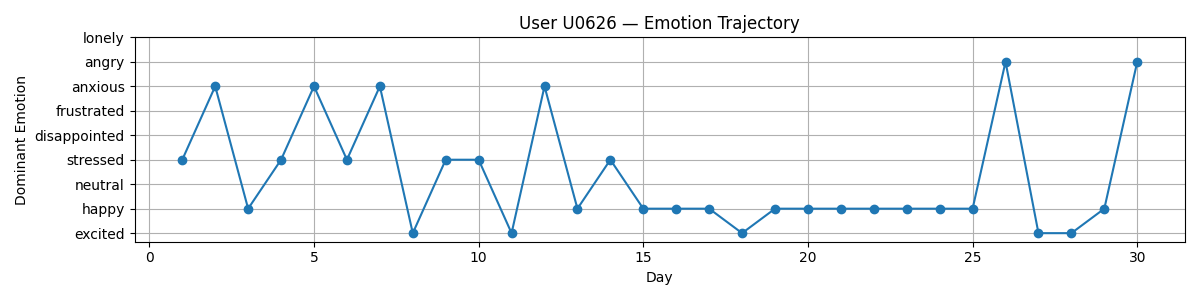 User U0626 — Emotion Trajectory
Dominant Emotion
lonely
angry
anxious
frustrated
disappointed
stressed
neutral
happy
excited
0 5 10 15 20 25 30
Day